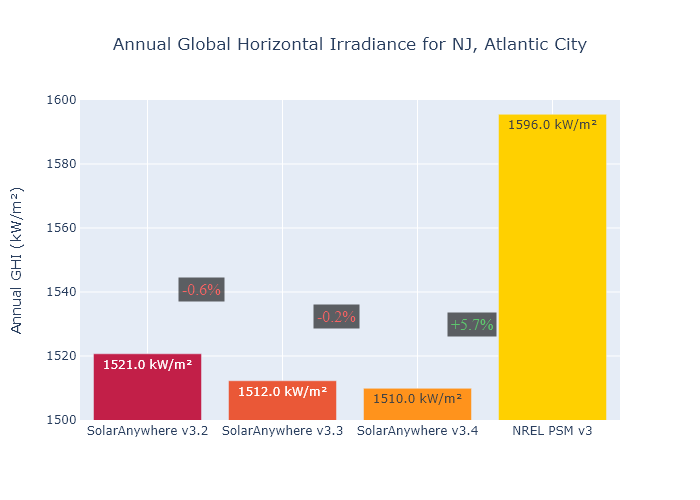 Annual Global Horizontal Irradiance for NJ, Atlantic City
Annual GHI (kW/m²)
1600
1580
1560
1540
1520
1500
1521.0 kW/m²
1512.0 kW/m²
1510.0 kW/m²
1596.0 kW/m²
-0.6%
-0.2%
+5.7%
SolarAnywhere v3.2
SolarAnywhere v3.3
SolarAnywhere v3.4
NREL PSM v3